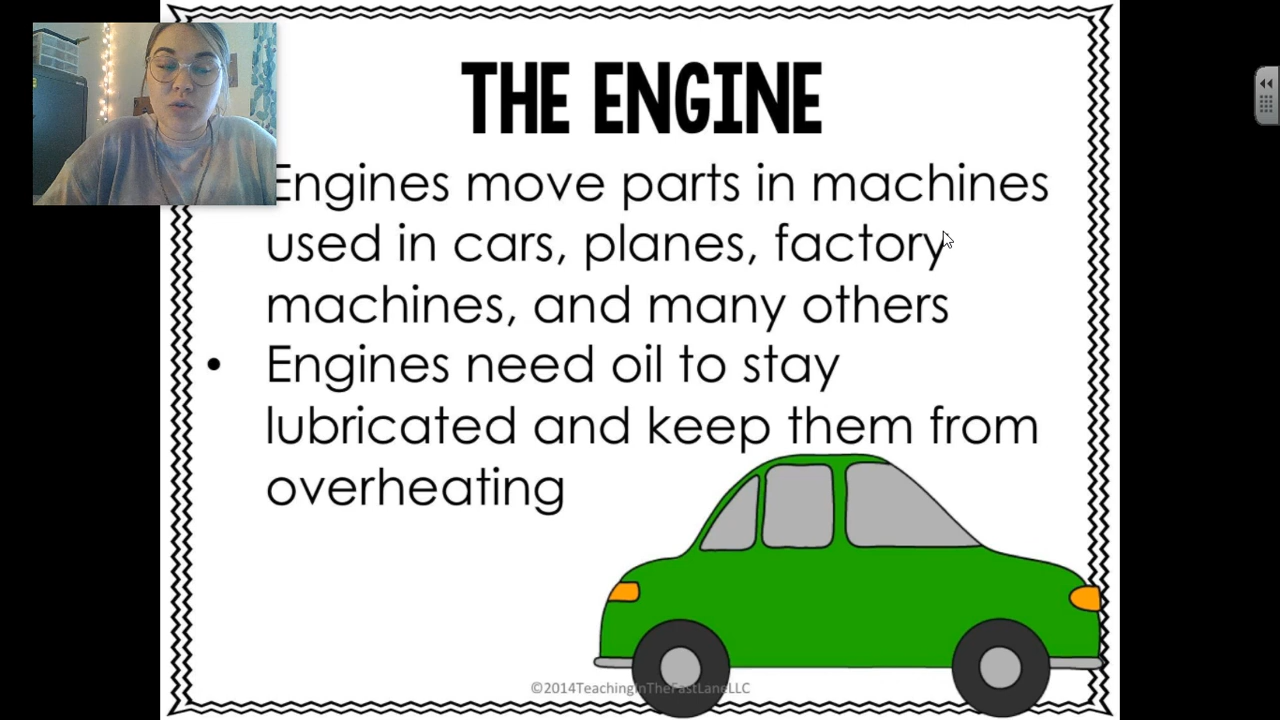 THE ENGINE
Engines move parts in machines
used in cars, planes, factory
machines, and many others
• Engines need oil to stay
lubricated and keep them from
overheating
©2014TeachingInTheFastLaneLLC